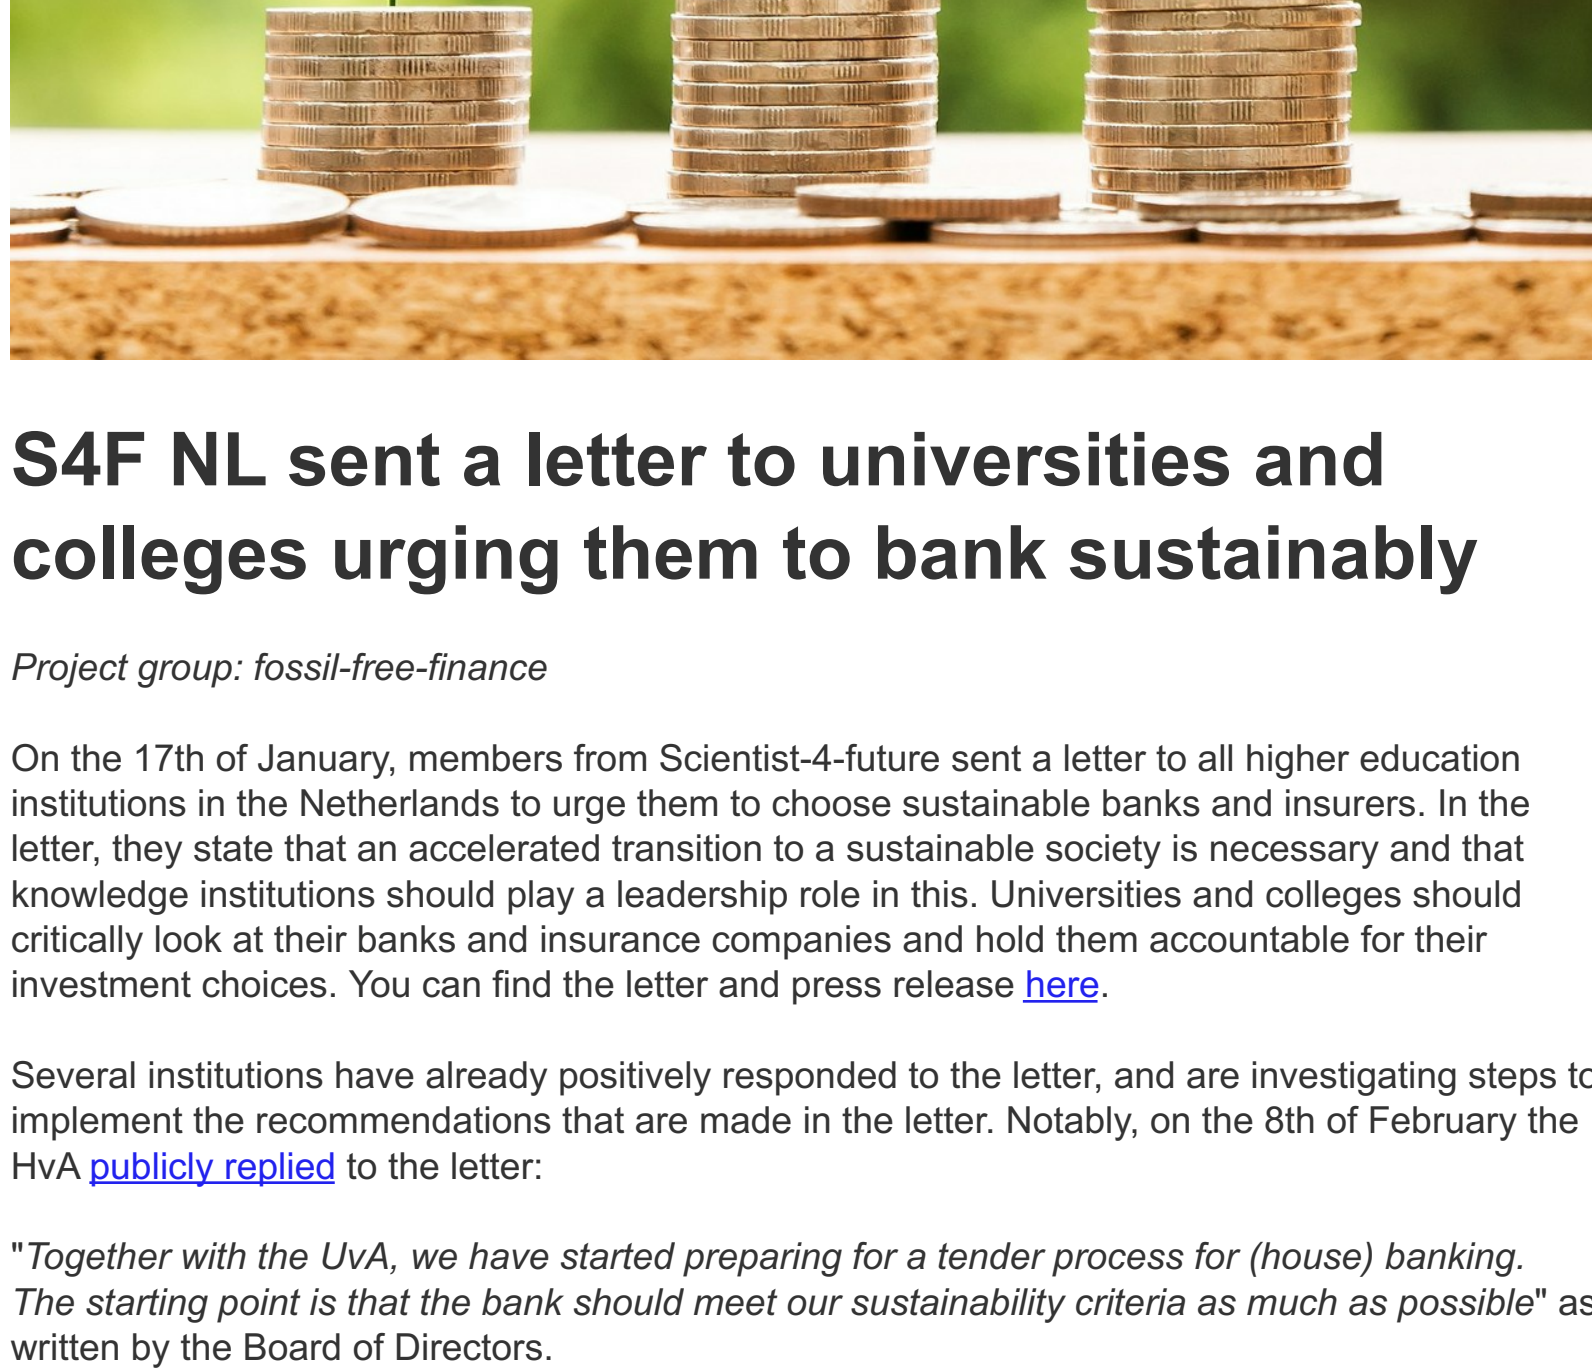 S4F NL sent a letter to universities and
colleges urging them to bank sustainably
Project group: fossil-free-finance
On the 17th of January, members from Scientist-4-future sent a letter to all higher education
institutions in the Netherlands to urge them to choose sustainable banks and insurers. In the
letter, they state that an accelerated transition to a sustainable society is necessary and that
knowledge institutions should play a leadership role in this. Universities and colleges should
critically look at their banks and insurance companies and hold them accountable for their
investment choices. You can find the letter and press release here.
Several institutions have already positively responded to the letter, and are investigating steps to
implement the recommendations that are made in the letter. Notably, on the 8th of February the
HvA publicly replied to the letter:
"Together with the UvA, we have started preparing for a tender process for (house) banking.
The starting point is that the bank should meet our sustainability criteria as much as possible" as
written by the Board of Directors.